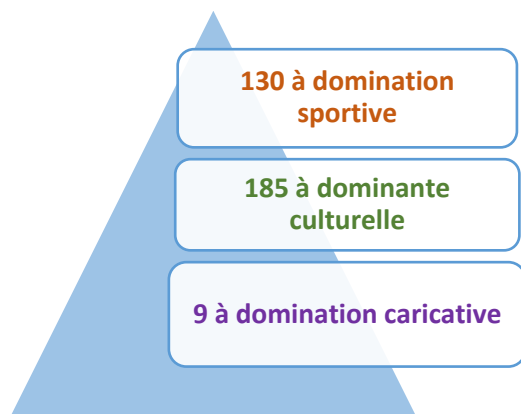 130 à domination
sportive
185 à dominante
culturelle
9 à domination caricative